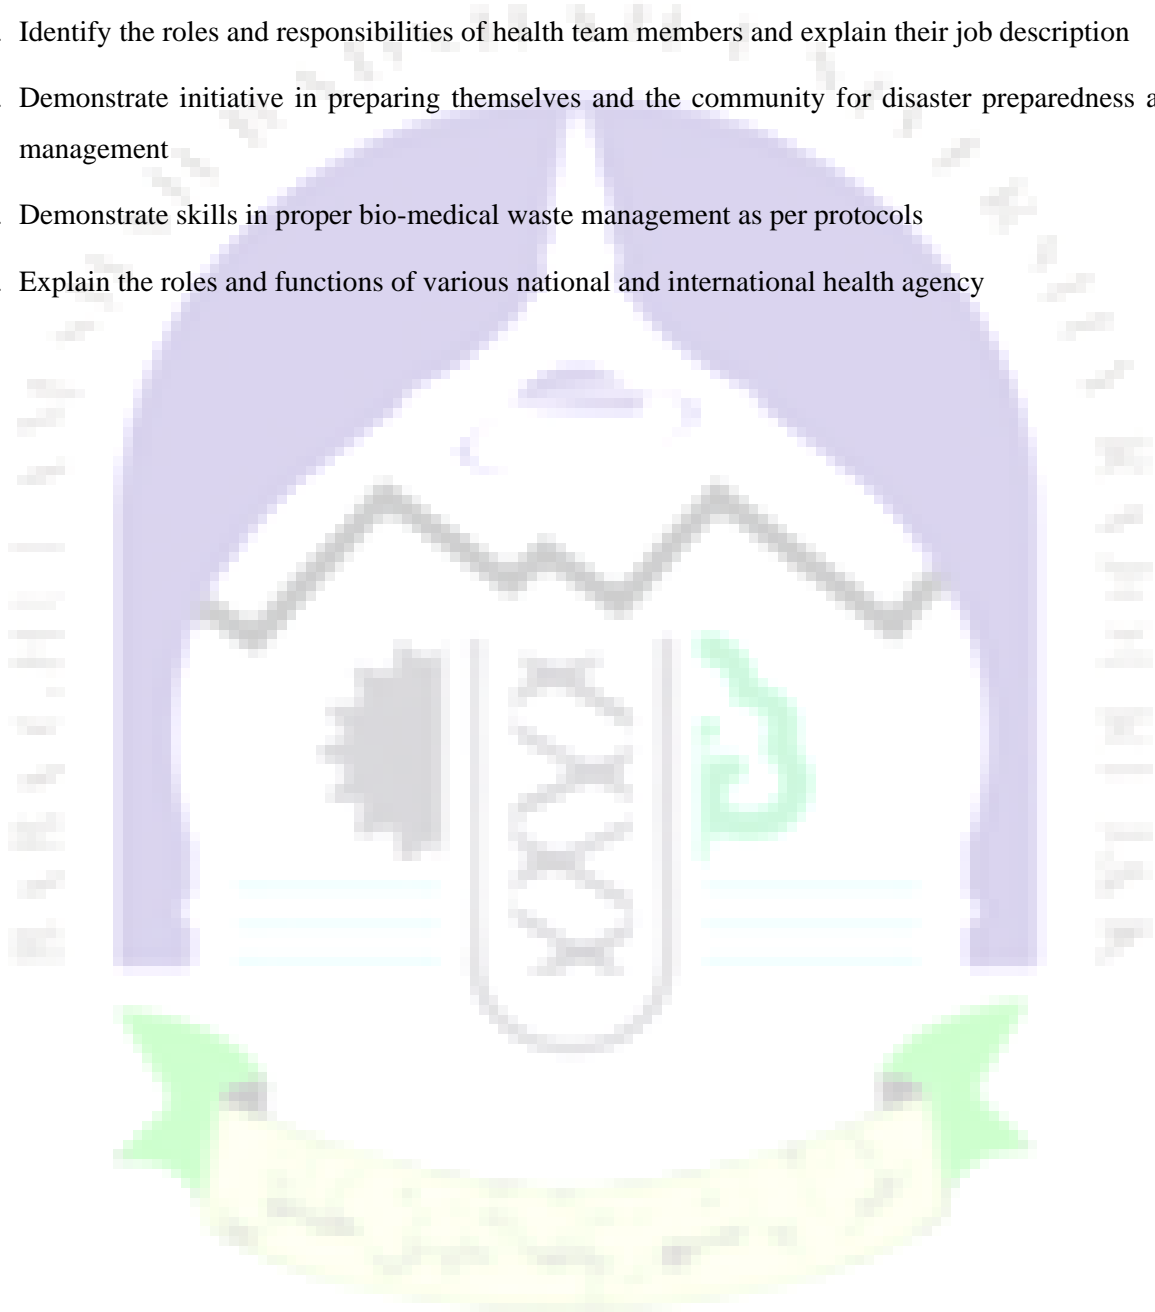 . Identify the roles and responsibilities of health team members and explain their job description
. Demonstrate initiative in preparing themselves and the community for disaster preparedness a
management
. Demonstrate skills in proper bio-medical waste management as per protocols
. Explain the roles and functions of various national and international health agency